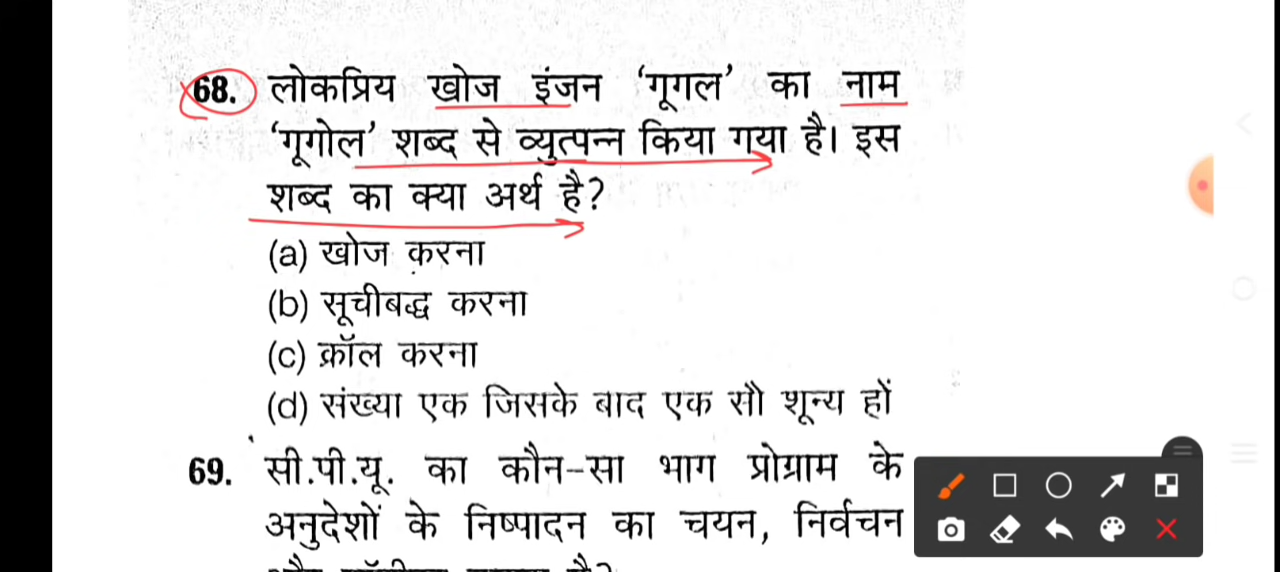 68. लोकप्रिय खोज इंजन ‘गूगल’ का नाम
‘गूगोल’ शब्द से व्युत्पन्न किया गया है। इस
शब्द का क्या अर्थ है?
(a) खोज करना
(b) सूचीबद्ध करना
(c) क्रॉल करना
(d) संख्या एक जिसके बाद एक सौ शून्य हों
69. सी.पी.यू. का कौन-सा भाग प्रोग्राम के
अनुदेशों के निष्पादन का चयन, निर्वचन